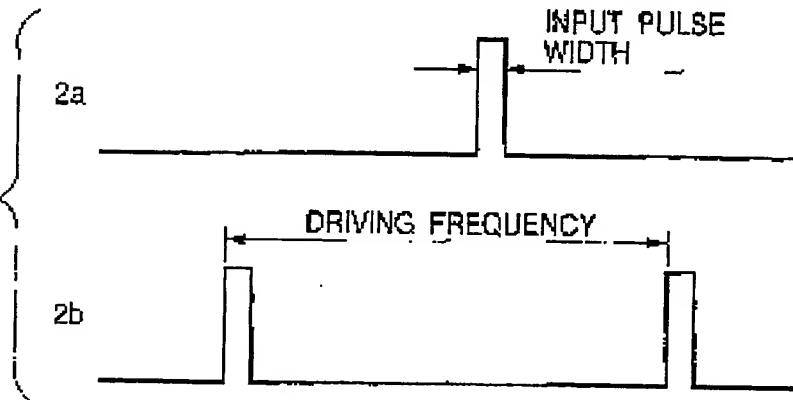 INPUT PULSE
WIDTH
2a
DRIVING FREQUENCY
2b